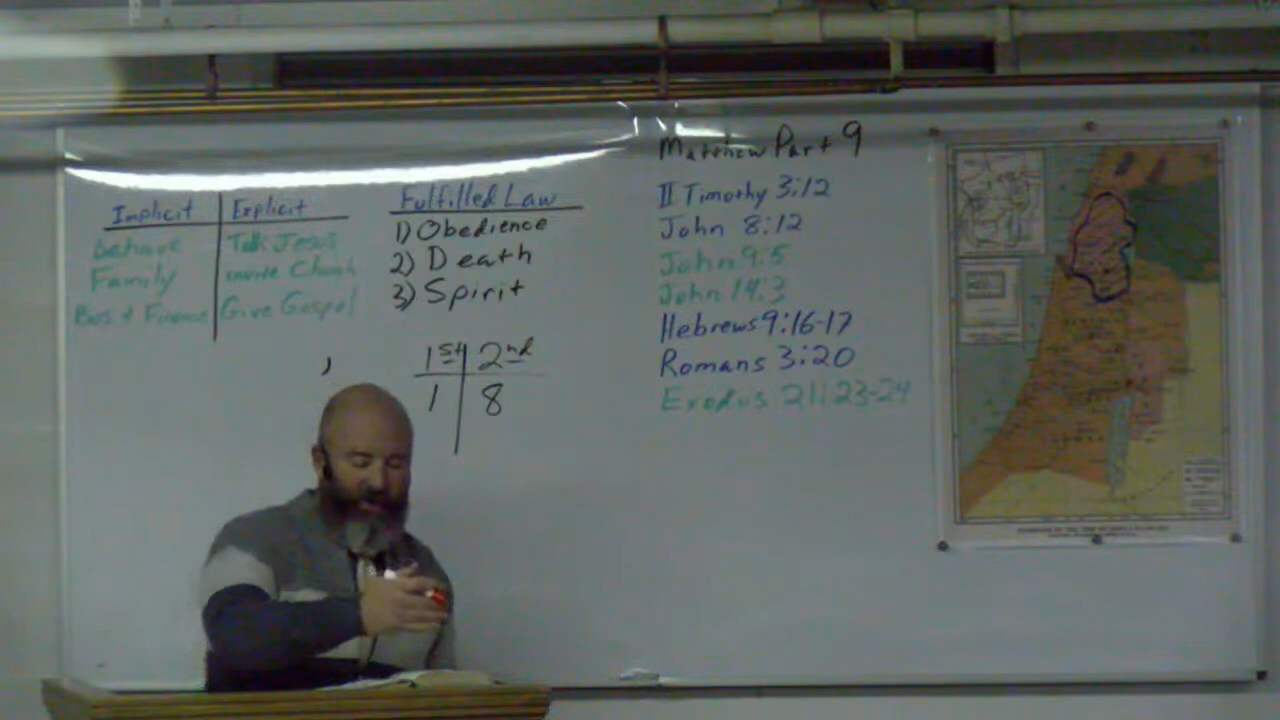 Implicit Explicit
Behave Talk Jesus
Family Invite Church
Bus + Finance Give Gospel
Fulfilled Law
1) Obedience
2) Death
3) Spirit
1st 2nd
1 8
Matthew Part 9
II Timothy 3:12
John 8:12
John 9:5
John 14:3
Hebrews 9:16-17
Romans 3:20
Exodus 21:23-24